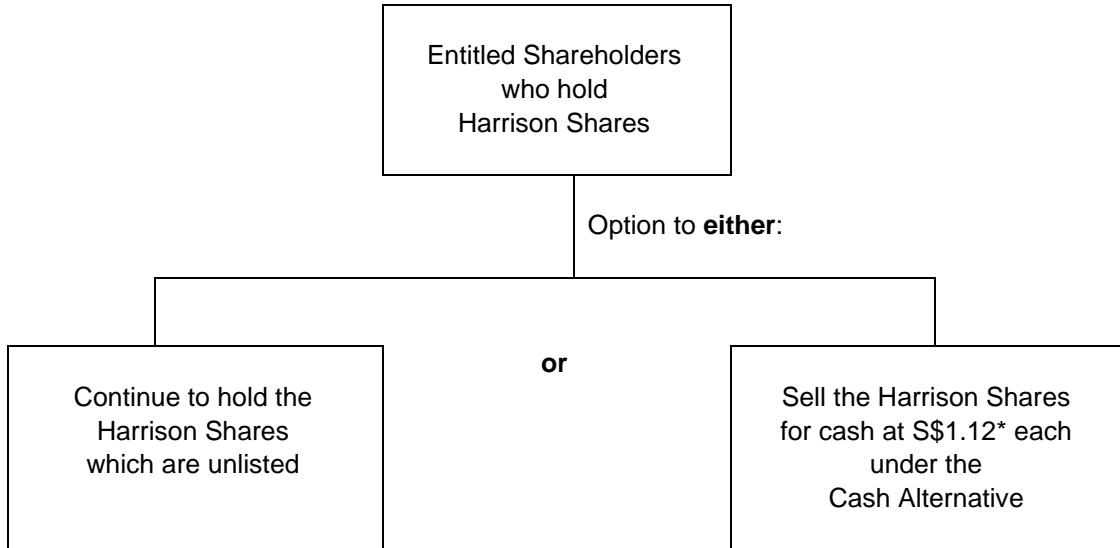 Entitled Shareholders
who hold
Harrison Shares
Option to either:
or
Continue to hold the
Harrison Shares
which are unlisted
Sell the Harrison Shares
for cash at S$1.12* each
under the
Cash Alternative